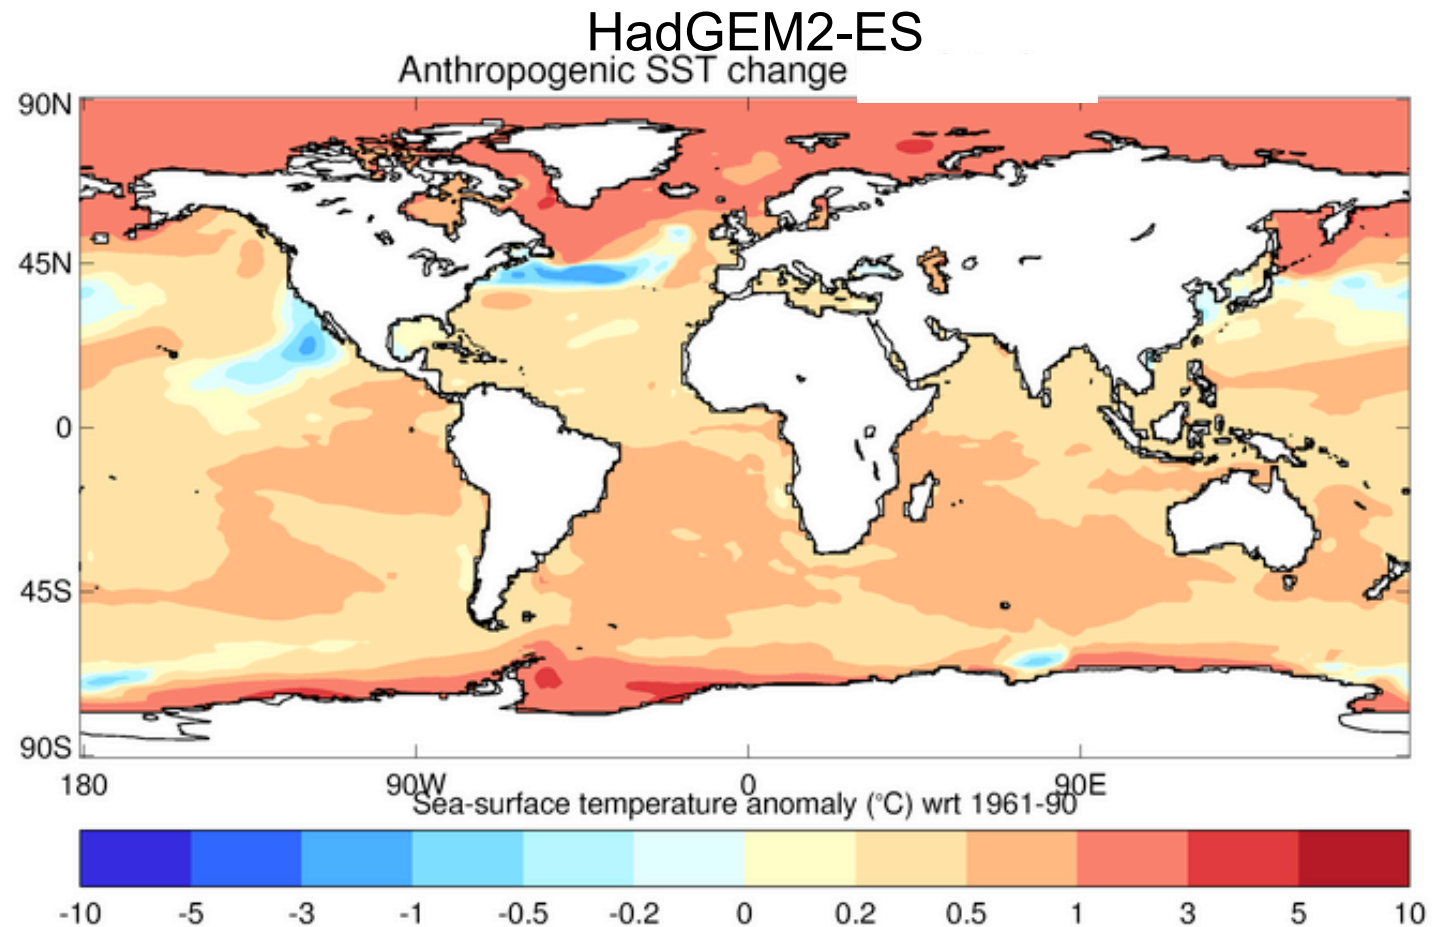 HadGEM2-ES
Anthropogenic SST change
90N
45N
0
45S
90S
180 90W 0 90E
Sea-surface temperature anomaly (°C) wrt 1961-90
-10 -5 -3 -1 -0.5 -0.2 0 0.2 0.5 1 3 5 10